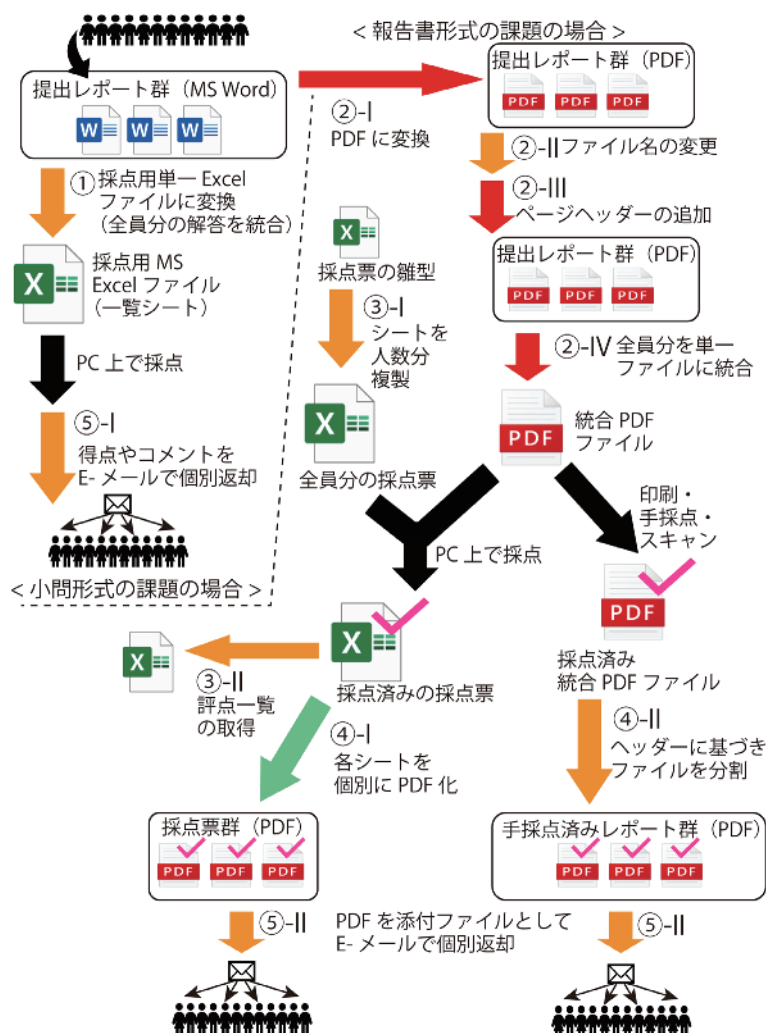 < 報告書形式の課題の場合 >
提出レポート群（MS Word）
W
W
W
提出レポート群（PDF）
PDF
PDF
PDF
②-I
PDF に変換
②-IIファイル名の変更
②-III
ページヘッダーの追加
① 採点用単一 Excel
ファイルに変換
（全員分の解答を統合）
X
採点用 MS
Excel ファイル
（一覧シート）
PC 上で採点
⑤-I
得点やコメントを
E- メールで個別返却
< 小問形式の課題の場合 >
X
採点票の雛型
③-I
シートを
人数分
複製
X
全員分の採点票
提出レポート群（PDF）
PDF
PDF
PDF
②-IV 全員分を単一
ファイルに統合
PDF
統合 PDF
ファイル
PC 上で採点
印刷・
手採点・
スキャン
X
採点済みの採点票
X
③-II
評点一覧
の取得
PDF
採点済み
統合 PDF ファイル
④-I
各シートを
個別に PDF 化
④-II
ヘッダーに基づき
ファイルを分割
採点票群（PDF）
PDF
PDF
PDF
手採点済みレポート群（PDF）
PDF
PDF
PDF
⑤-II
PDF を添付ファイルとして
E- メールで個別返却
⑤-II